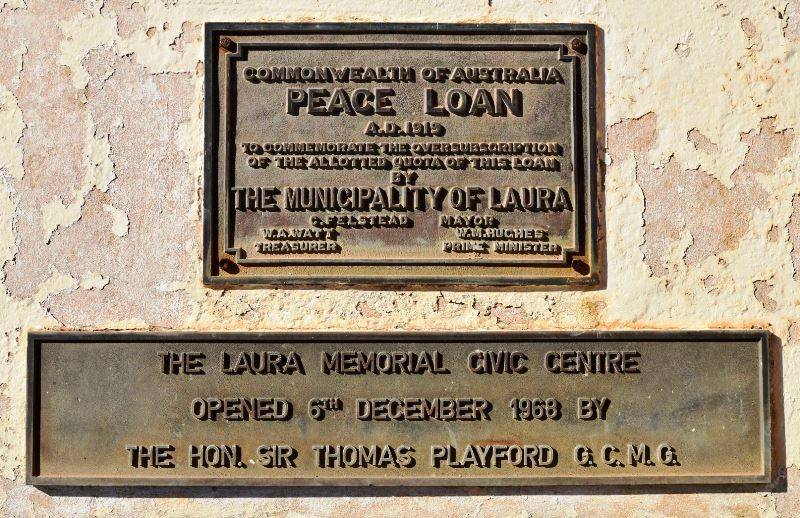 COMMONWEALTH OF AUSTRALIA
PEACE LOAN
A.D. 1919
TO COMMEMORATE THE OVERSUBSCRIPTION
OF THE ALLOTTED QUOTA OF THIS LOAN
BY
THE MUNICIPALITY OF LAURA
C. FELSTEAD MAYOR
W.A. WATT W.M. HUGHES
TREASURER PRIME MINISTER
THE LAURA MEMORIAL CIVIC CENTRE
OPENED 6TH DECEMBER 1968 BY
THE HON. SIR THOMAS PLAYFORD G.C.M.G.